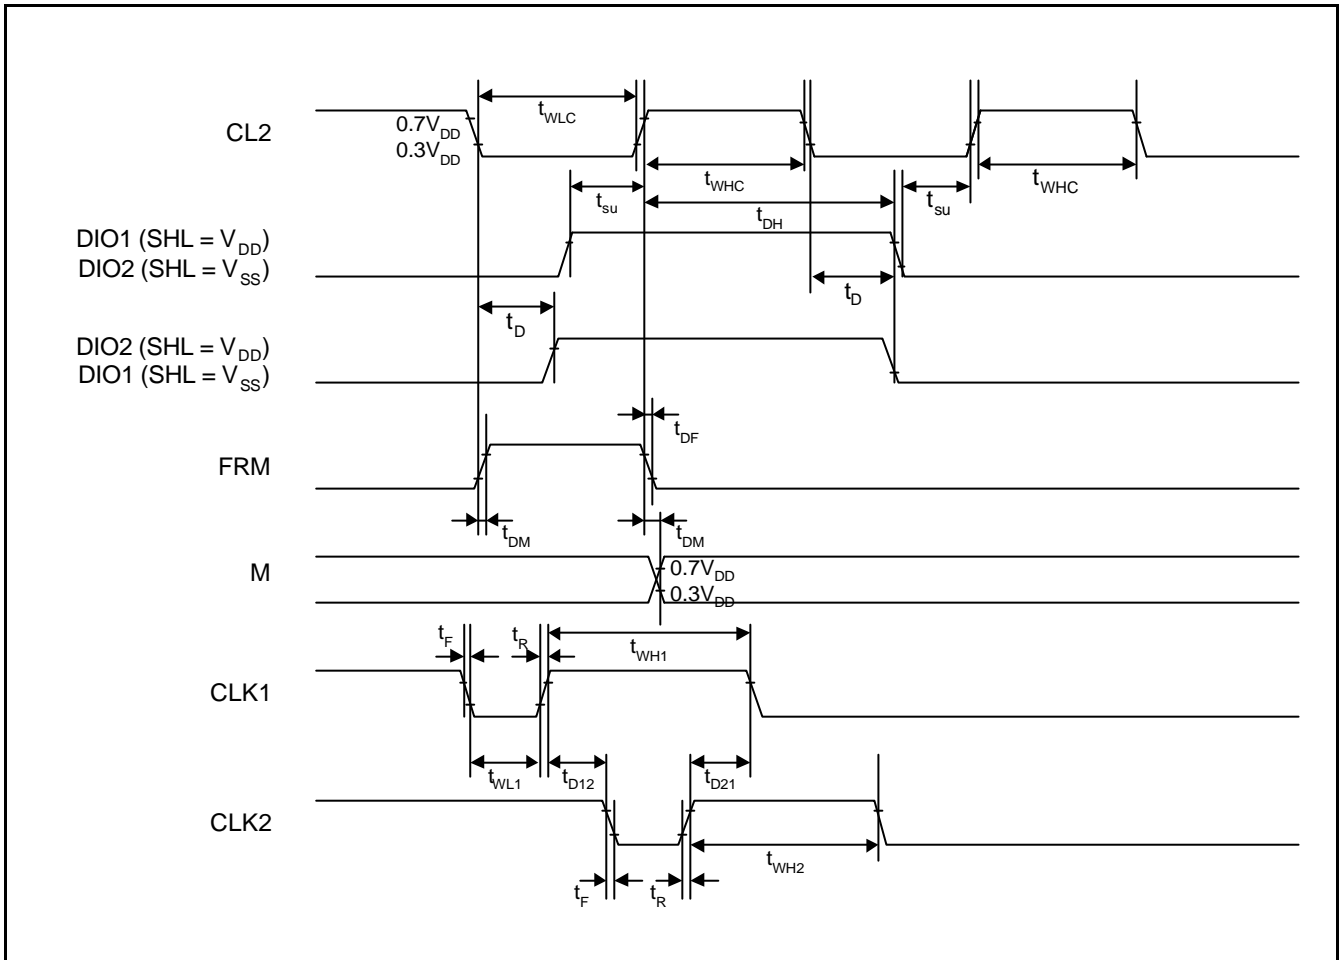 CL2
0.7VDD
0.3VDD
tWLC
tWHC
tWHC
tsu
tsu
tDH
DIO1 (SHL = VDD)
DIO2 (SHL = VSS)
tD
tD
DIO2 (SHL = VDD)
DIO1 (SHL = VSS)
tDF
FRM
tDM
tDM
M
0.7VDD
0.3VDD
tF
tR
tWH1
CLK1
tWL1
tD12
tD21
CLK2
tWH2
tF
tR